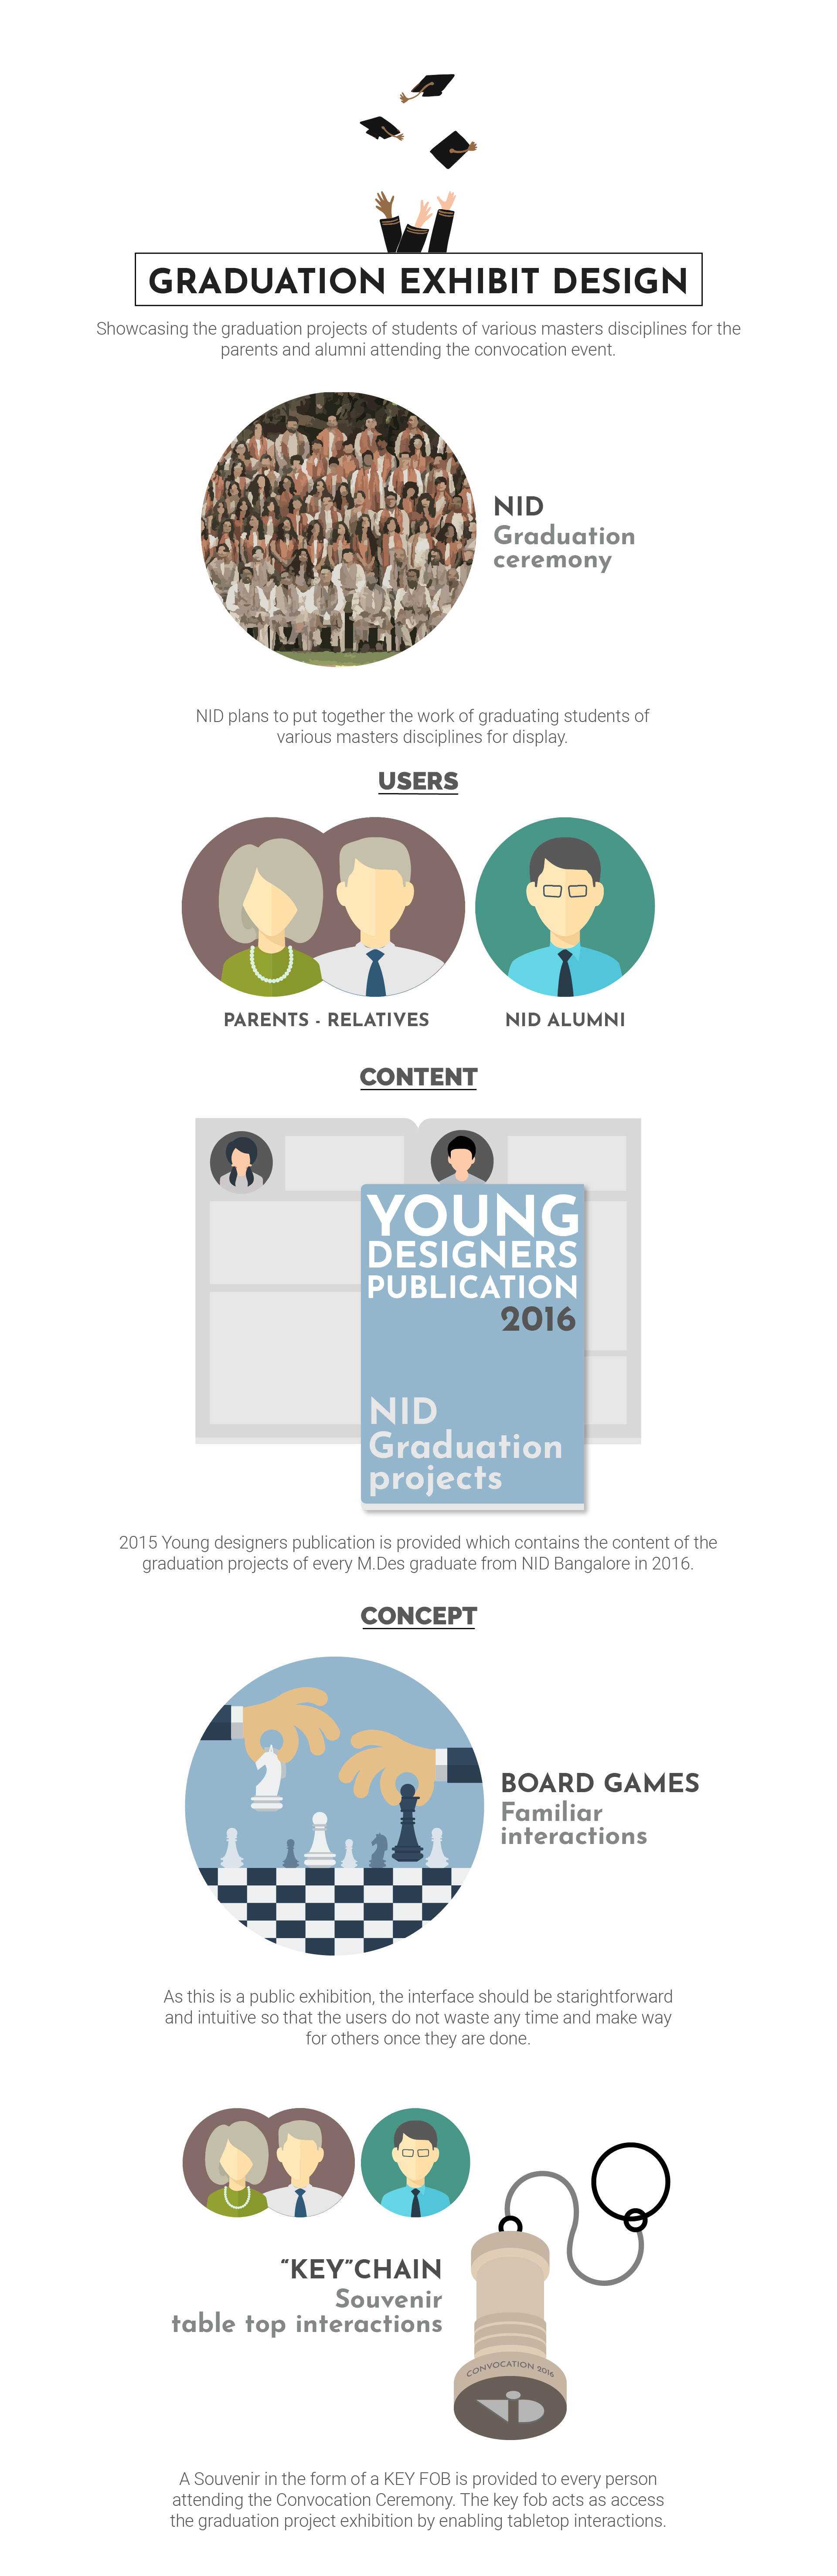 GRADUATION EXHIBIT DESIGN
Showcasing the graduation projects of students of various masters disciplines for the
parents and alumni attending the convocation event.
NID
Graduation
ceremony
NID plans to put together the work of graduating students of
various masters disciplines for display.
USERS
PARENTS - RELATIVES
NID ALUMNI
CONTENT
YOUNG
DESIGNERS
PUBLICATION
2016
NID
Graduation
projects
2015 Young designers publication is provided which contains the content of the
graduation projects of every M.Des graduate from NID Bangalore in 2016.
CONCEPT
BOARD GAMES
Familiar
interactions
As this is a public exhibition, the interface should be starightforward
and intuitive so that the users do not waste any time and make way
for others once they are done.
“KEY”CHAIN
Souvenir
table top interactions
CONVOCATION 2016
NID
A Souvenir in the form of a KEY FOB is provided to every person
attending the Convocation Ceremony. The key fob acts as access
the graduation project exhibition by enabling tabletop interactions.